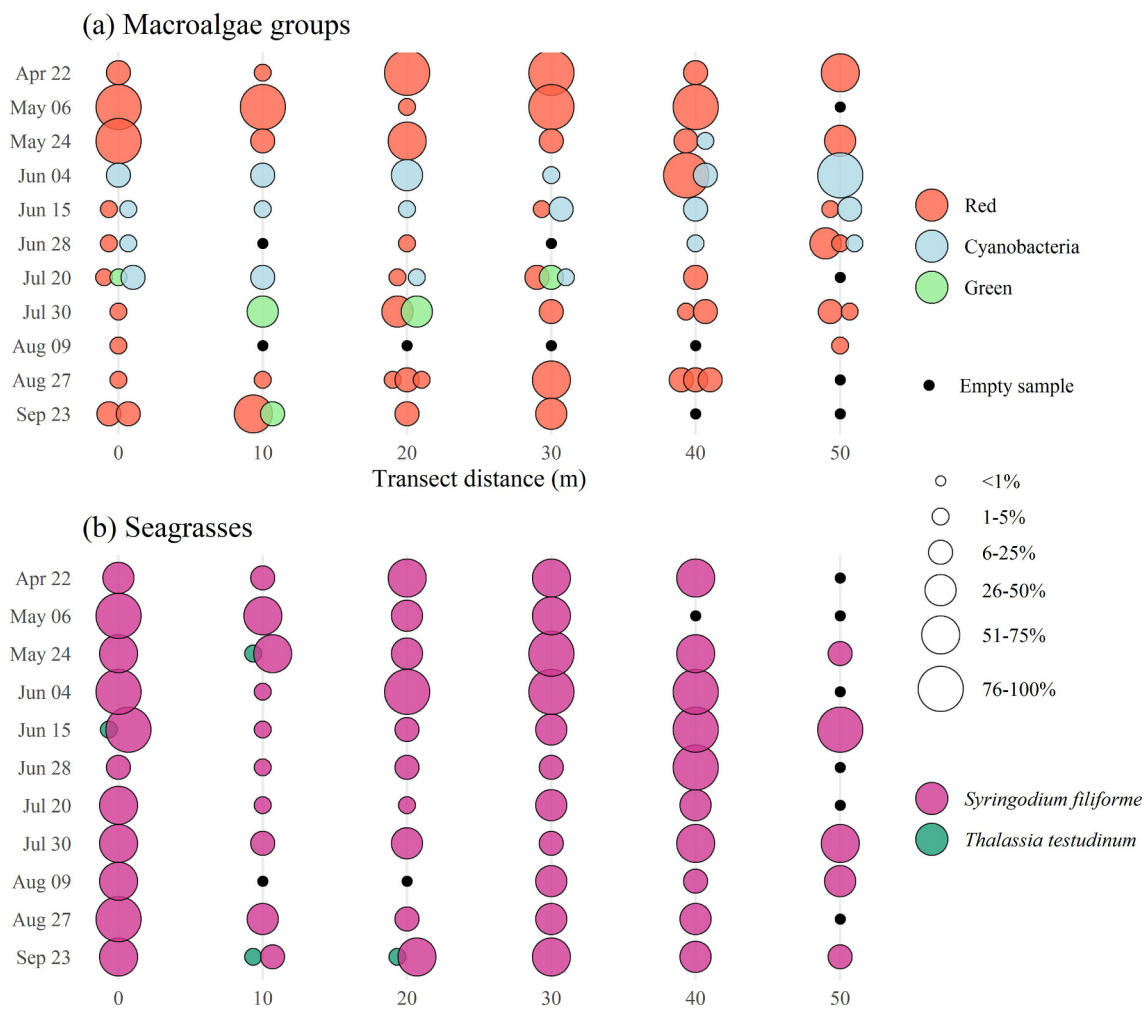 (a) Macroalgae groups
Apr 22
May 06
May 24
Jun 04
Jun 15
Jun 28
Jul 20
Jul 30
Aug 09
Aug 27
Sep 23
0 10 20 30 40 50
Transect distance (m)
Red
Cyanobacteria
Green
Empty sample
<1%
1-5%
6-25%
26-50%
51-75%
76-100%
(b) Seagrasses
Apr 22
May 06
May 24
Jun 04
Jun 15
Jun 28
Jul 20
Jul 30
Aug 09
Aug 27
Sep 23
0 10 20 30 40 50
Syringodium filiforme
Thalassia testudinum